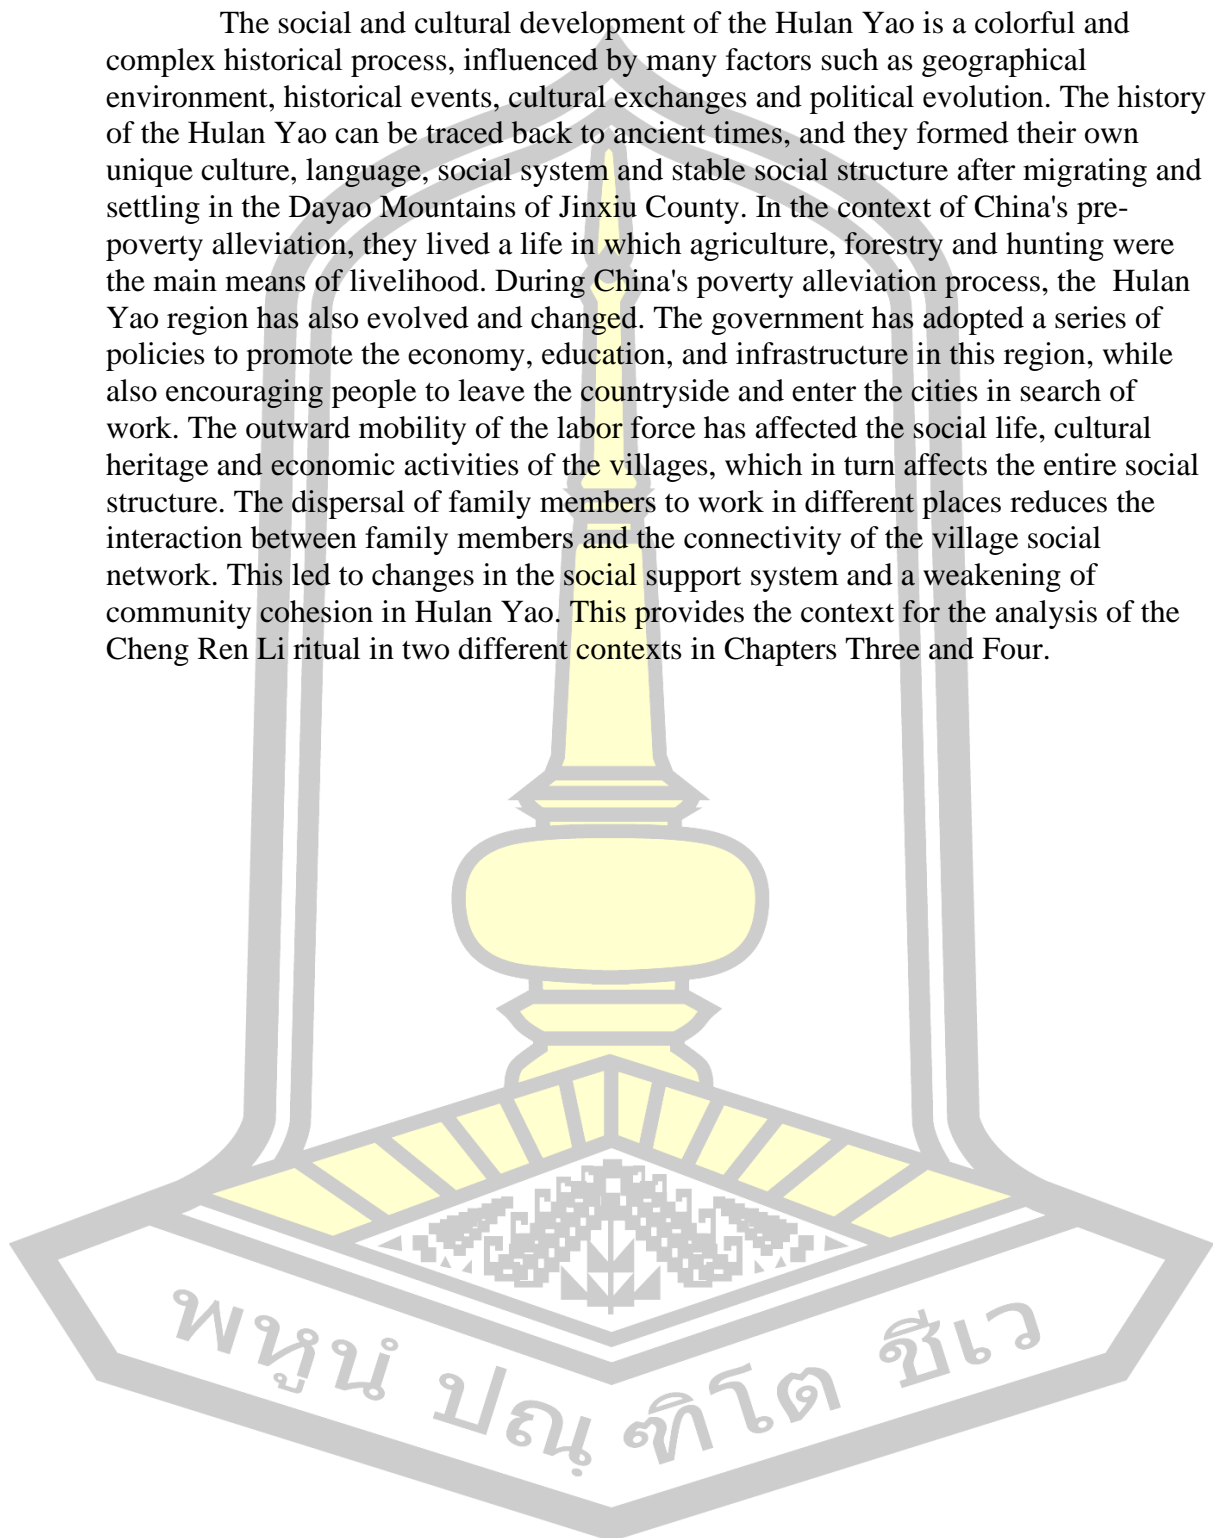 The social and cultural development of the Hulan Yao is a colorful and
complex historical process, influenced by many factors such as geographical
environment, historical events, cultural exchanges and political evolution. The history
of the Hulan Yao can be traced back to ancient times, and they formed their own
unique culture, language, social system and stable social structure after migrating and
settling in the Dayao Mountains of Jinxiu County. In the context of China's pre-
poverty alleviation, they lived a life in which agriculture, forestry and hunting were
the main means of livelihood. During China's poverty alleviation process, the  Hulan
Yao region has also evolved and changed. The government has adopted a series of
policies to promote the economy, education, and infrastructure in this region, while
also encouraging people to leave the countryside and enter the cities in search of
work. The outward mobility of the labor force has affected the social life, cultural
heritage and economic activities of the villages, which in turn affects the entire social
structure. The dispersal of family members to work in different places reduces the
interaction between family members and the connectivity of the village social
network. This led to changes in the social support system and a weakening of
community cohesion in Hulan Yao. This provides the context for the analysis of the
Cheng Ren Li ritual in two different contexts in Chapters Three and Four.
พหูนํ ปณฺฑิโต ชีเว